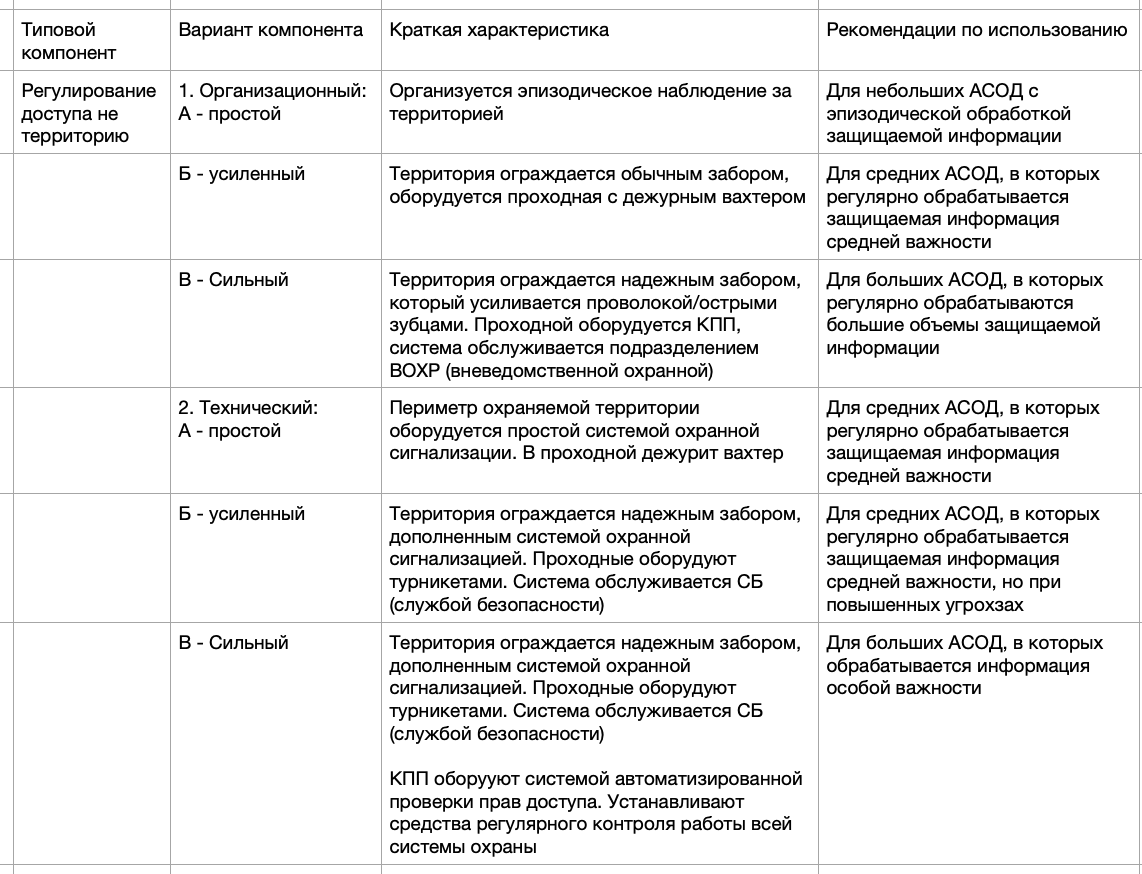 Типовой
компонент
Вариант компонента
Краткая характеристика
Рекомендации по использованию
Регулирование
доступа не
территорию
1. Организационный:
А - простой
Организуется эпизодическое наблюдение за
территорией
Для небольших АСОД с
эпизодической обработкой
защищаемой информации
Б - усиленный
Территория ограждается обычным забором,
оборудуется проходная с дежурным вахтером
Для средних АСОД, в которых
регулярно обрабатывается
защищаемая информация
средней важности
В - Сильный
Территория ограждается надежным забором,
который усиливается проволокой/острыми
зубцами. Проходной оборудуется КПП,
система обслуживается подразделением
ВОХР (вневедмственной охранной)
Для больших АСОД, в которых
регулярно обрабатываются
большие объемы защищаемой
информации
2. Технический:
А - простой
Периметр охраняемой территории
оборудуется простой системой охранной
сигнализации. В проходной дежурит вахтер
Для средних АСОД, в которых
регулярно обрабатывается
защищаемая информация
средней важности
Б - усиленный
Территория ограждается надежным забором,
дополненным системой охранной
сигнализацией. Проходные оборудуют
турникетами. Система обслуживается СБ
(службой безопасности)
Для средних АСОД, в которых
регулярно обрабатывается
защищаемая информация
средней важности, но при
повышенных угрохзах
В - Сильный
Территория ограждается надежным забором,
дополненным системой охранной
сигнализацией. Проходные оборудуют
турникетами. Система обслуживается СБ
(службой безопасности)
КПП оборууют системой автоматизированной
проверки прав доступа. Устанавливают
средства регулярного контроля работы всей
системы охраны
Для больших АСОД, в которых
обрабатывается информация
особой важности